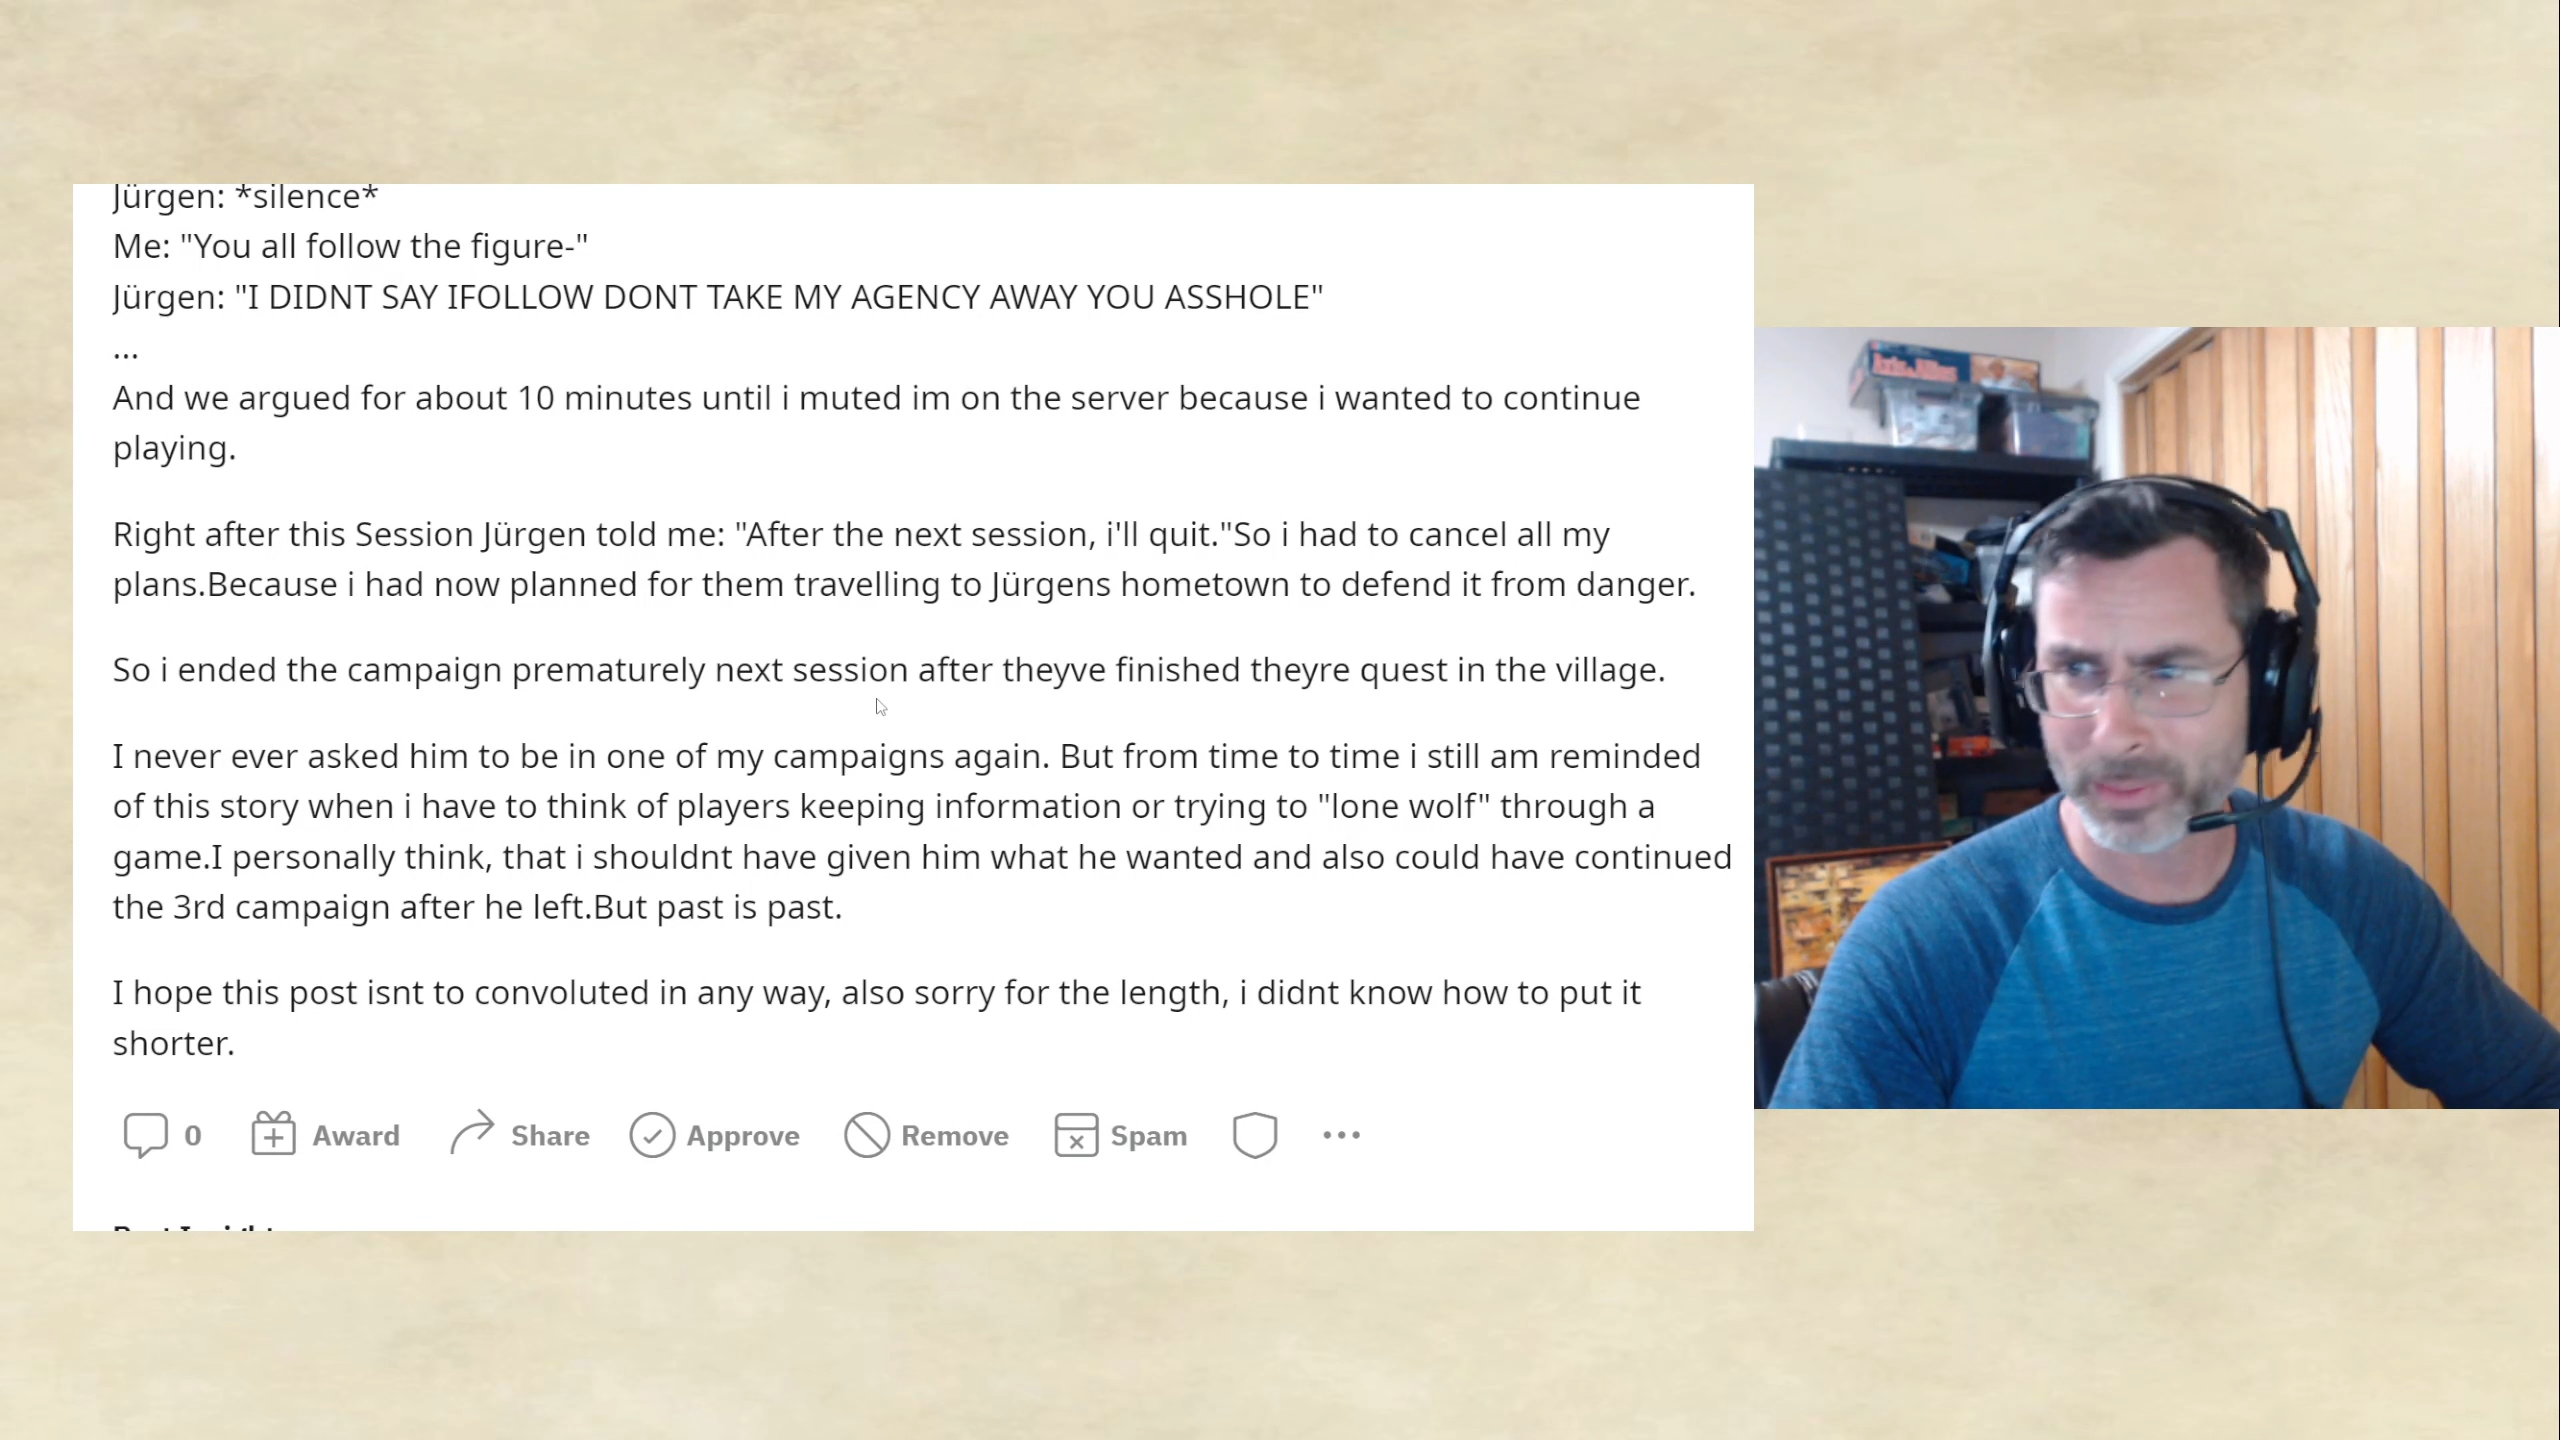 Jürgen: *silence*
Me: "You all follow the figure-"
Jürgen: "I DIDNT SAY IFOLLOW DONT TAKE MY AGENCY AWAY YOU ASSHOLE"
...
And we argued for about 10 minutes until i muted im on the server because i wanted to continue
playing.
Right after this Session Jürgen told me: "After the next session, i'll quit."So i had to cancel all my
plans.Because i had now planned for them travelling to Jürgens hometown to defend it from danger.
So i ended the campaign prematurely next session after theyve finished theyre quest in the village.
I never ever asked him to be in one of my campaigns again. But from time to time i still am reminded
of this story when i have to think of players keeping information or trying to "lone wolf" through a
game.I personally think, that i shouldnt have given him what he wanted and also could have continued
the 3rd campaign after he left.But past is past.
I hope this post isnt to convoluted in any way, also sorry for the length, i didnt know how to put it
shorter.
0 Award Share Approve Remove Spam
Axis & Allies